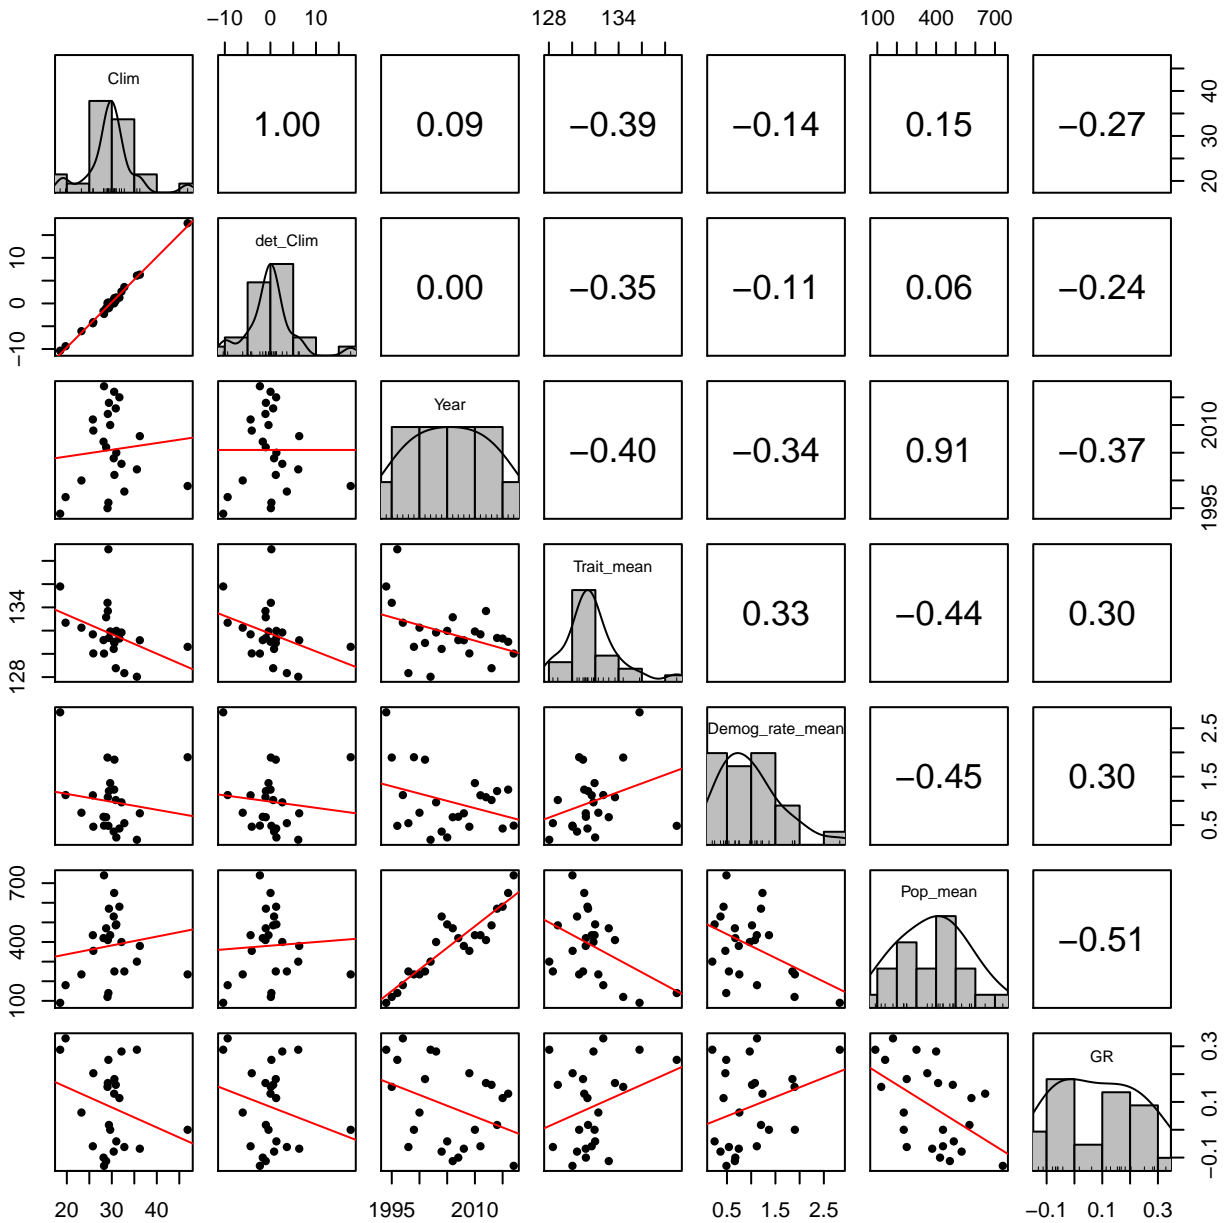 −10 0 10 128 134 100 400 700
Clim 1.00 0.09 −0.39 −0.14 0.15 −0.27 20 30 40
−10 0 10 det_Clim 0.00 −0.35 −0.11 0.06 −0.24
Year −0.40 −0.34 0.91 −0.37 1995 2010
128 134 Trait_mean 0.33 −0.44 0.30
Demog_rate_mean −0.45 0.30 0.5 1.5 2.5
100 400 700 Pop_mean −0.51
GR −0.1 0.1 0.3
20 30 40 1995 2010 0.5 1.5 2.5 −0.1 0.1 0.3